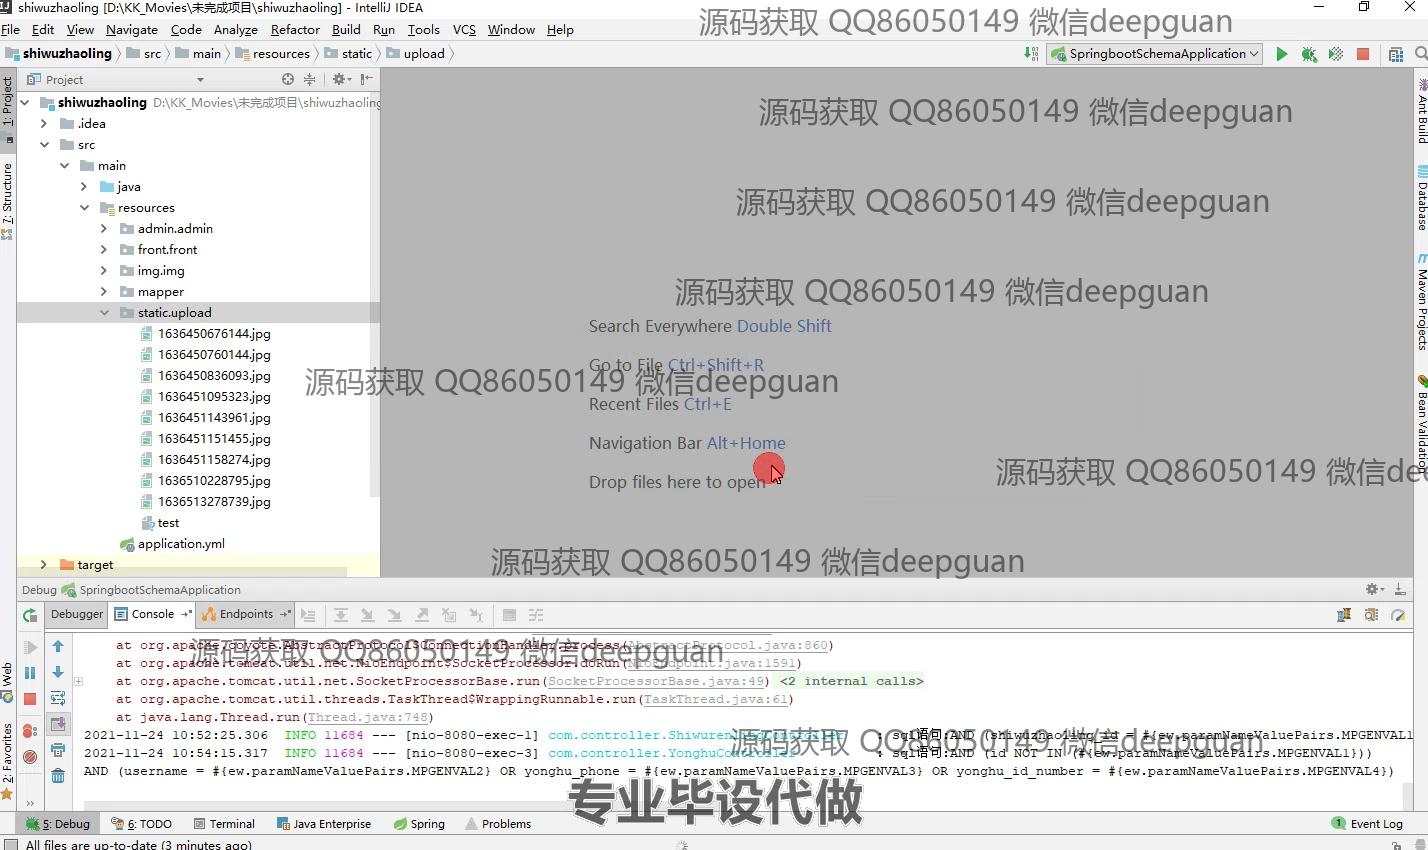 shiwuzhaoling [D:\KK_Movies\未完成项目\shiwuzhaoling] - IntelliJ IDEA
File Edit View Navigate Code Analyze Refactor Build Run Tools VCS Window Help
源码获取 QQ86050149 微信deepguan
shiwuzhaoling src main resources static upload
SpringbootSchemaApplication
Project
1: Project
shiwuzhaoling D:\KK_Movies\未完成项目\shiwuzhaoling
.idea
src
main
java
resources
admin.admin
front.front
img.img
mapper
static.upload
1636450676144.jpg
1636450760144.jpg
1636450836093.jpg
1636451095323.jpg
1636451143961.jpg
1636451151455.jpg
1636451158274.jpg
1636510228795.jpg
1636513278739.jpg
test
application.yml
target
7: Structure
源码获取 QQ86050149 微信deepguan
源码获取 QQ86050149 微信deepguan
源码获取 QQ86050149 微信deepguan
Search Everywhere Double Shift
Go to File Ctrl+Shift+R
源码获取 QQ86050149 微信deepguan
Recent Files Ctrl+E
Navigation Bar Alt+Home
源码获取 QQ86050149 微信de
Drop files here to open
源码获取 QQ86050149 微信deepguan
Ant Build
Database
Maven Projects
Bean Validation
Debug SpringbootSchemaApplication
Debugger Console Endpoints
at org.apache.coyote.AbstractProtocol$ConnectionHandler.process(AbstractProtocol.java:860)
源码获取 QQ86050149 微信deepguan
at org.apache.tomcat.util.net.NioEndpoint$SocketProcessor.doRun(NioEndpoint.java:1591)
at org.apache.tomcat.util.net.SocketProcessorBase.run(SocketProcessorBase.java:49) <2 internal calls>
at org.apache.tomcat.util.threads.TaskThread$WrappingRunnable.run(TaskThread.java:61)
at java.lang.Thread.run(Thread.java:748)
2021-11-24 10:52:25.306 INFO 11684 --- [nio-8080-exec-1] com.controller.Shiwuren : sql语句:AND (shiwuzhaoling_id = #{ew.paramNameValuePairs.MPGENVAL1
源码获取 QQ86050149 微信deepguan
2021-11-24 10:54:15.317 INFO 11684 --- [nio-8080-exec-3] com.controller.YonghuController : sql语句:AND (id NOT IN (#{ew.paramNameValuePairs.MPGENVAL1}))
AND (username = #{ew.paramNameValuePairs.MPGENVAL2} OR yonghu_phone = #{ew.paramNameValuePairs.MPGENVAL3} OR yonghu_id_number = #{ew.paramNameValuePairs.MPGENVAL4})
专业毕设代做
Web
2: Favorites
5: Debug 6: TODO Terminal Java Enterprise Spring Problems 1 Event Log
All files are up-to-date (3 minutes ago)